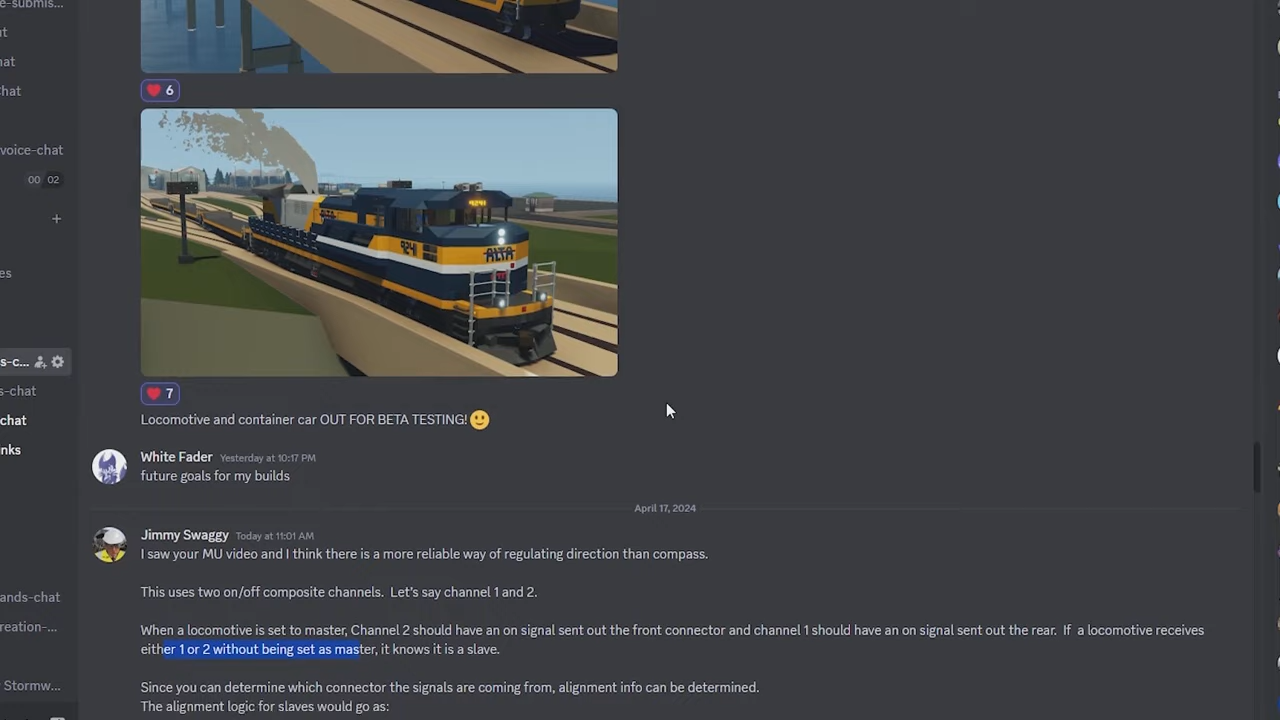 e-submis...
at
hat
Chat
6
voice-chat
00 02
9241
9241
ALTA
es
s-c...
s-chat
7
chat
Locomotive and container car OUT FOR BETA TESTING!
nks
White Fader Yesterday at 10:17 PM
future goals for my builds
April 17, 2024
Jimmy Swaggy Today at 11:01 AM
I saw your MU video and I think there is a more reliable way of regulating direction than compass.
This uses two on/off composite channels. Let's say channel 1 and 2.
ands-chat
reation-...
When a locomotive is set to master, Channel 2 should have an on signal sent out the front connector and channel 1 should have an on signal sent out the rear. If a locomotive receives
either 1 or 2 without being set as master, it knows it is a slave.
Stormw...
Since you can determine which connector the signals are coming from, alignment info can be determined.
The alignment logic for slaves would go as: